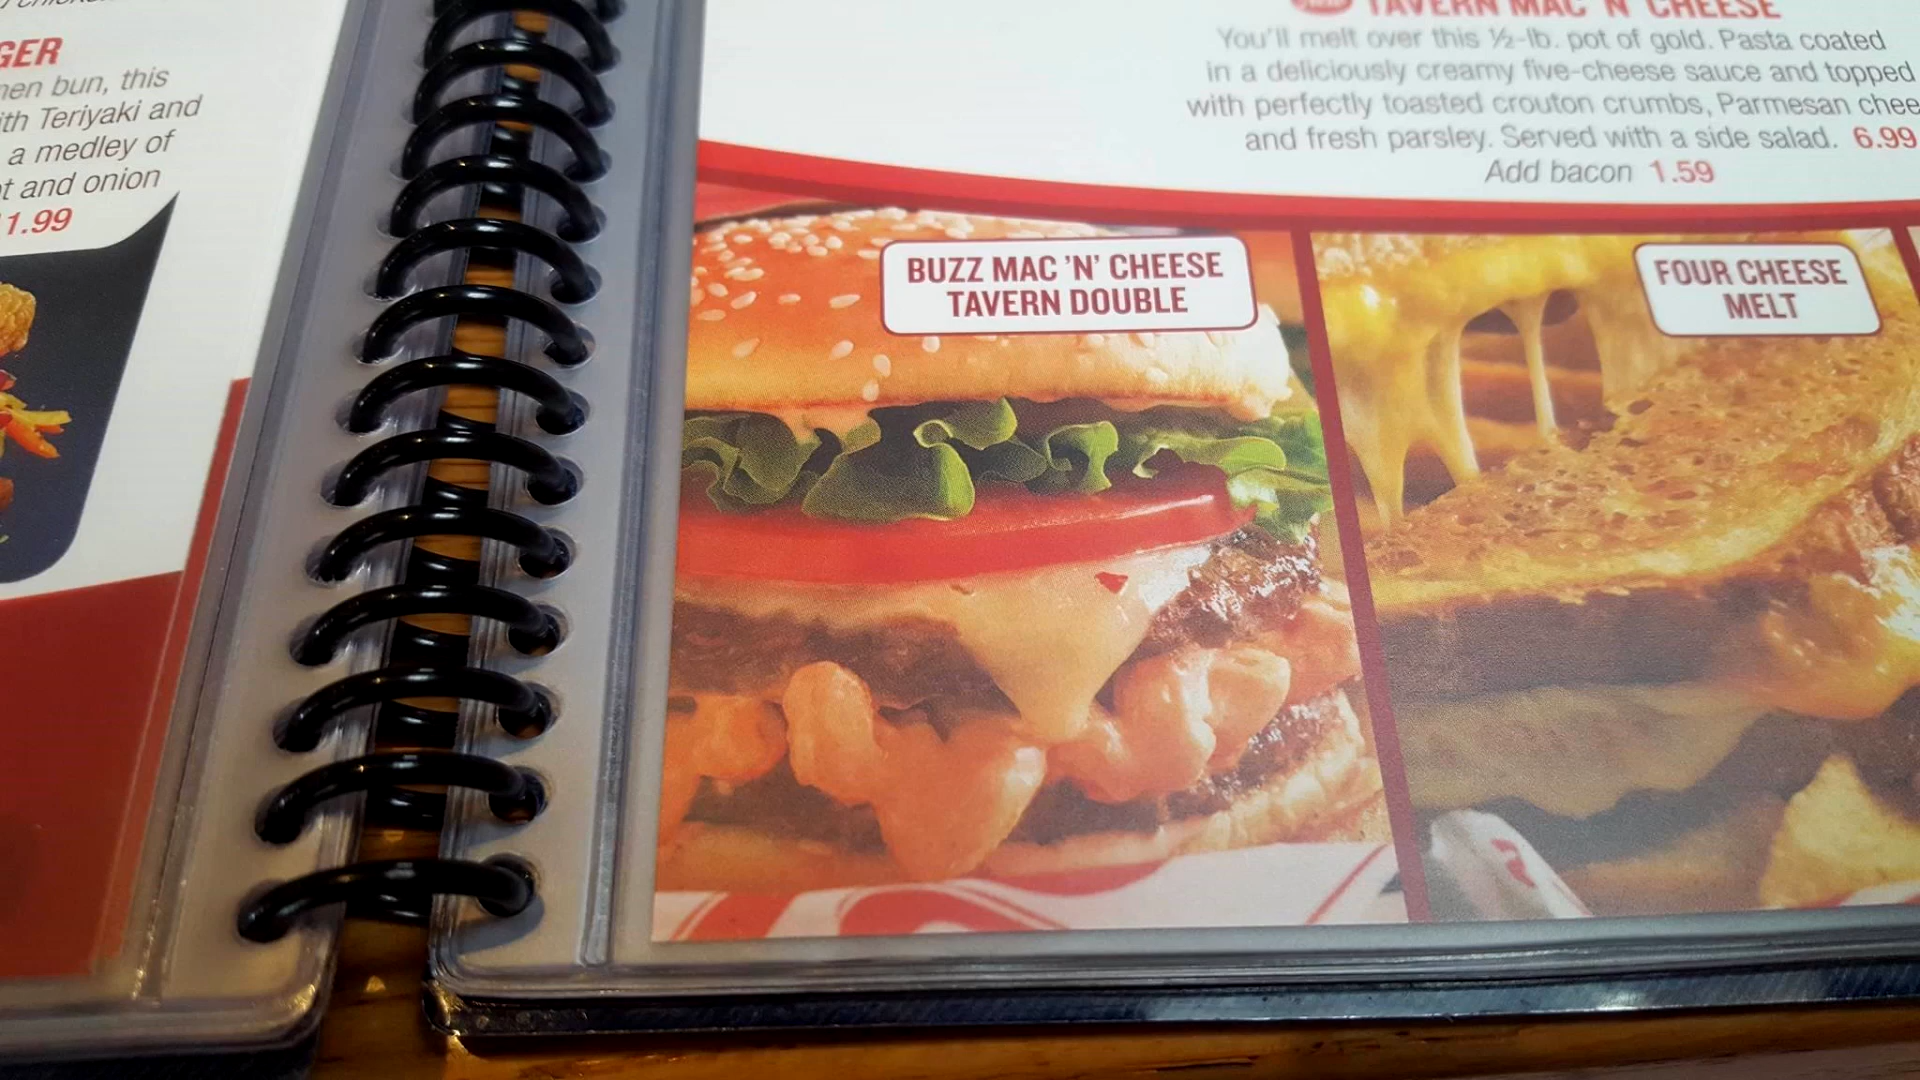 GER
bun, this
Teriyaki and
a medley of
and onion
1.99
TAVERN MAC 'N' CHEESE
You'll melt over this ½-lb. pot of gold. Pasta coated
in a deliciously creamy five-cheese sauce and topped
with perfectly toasted crouton crumbs, Parmesan chee
and fresh parsley. Served with a side salad. 6.99
Add bacon 1.59
BUZZ MAC 'N' CHEESE
TAVERN DOUBLE
FOUR CHEESE
MELT